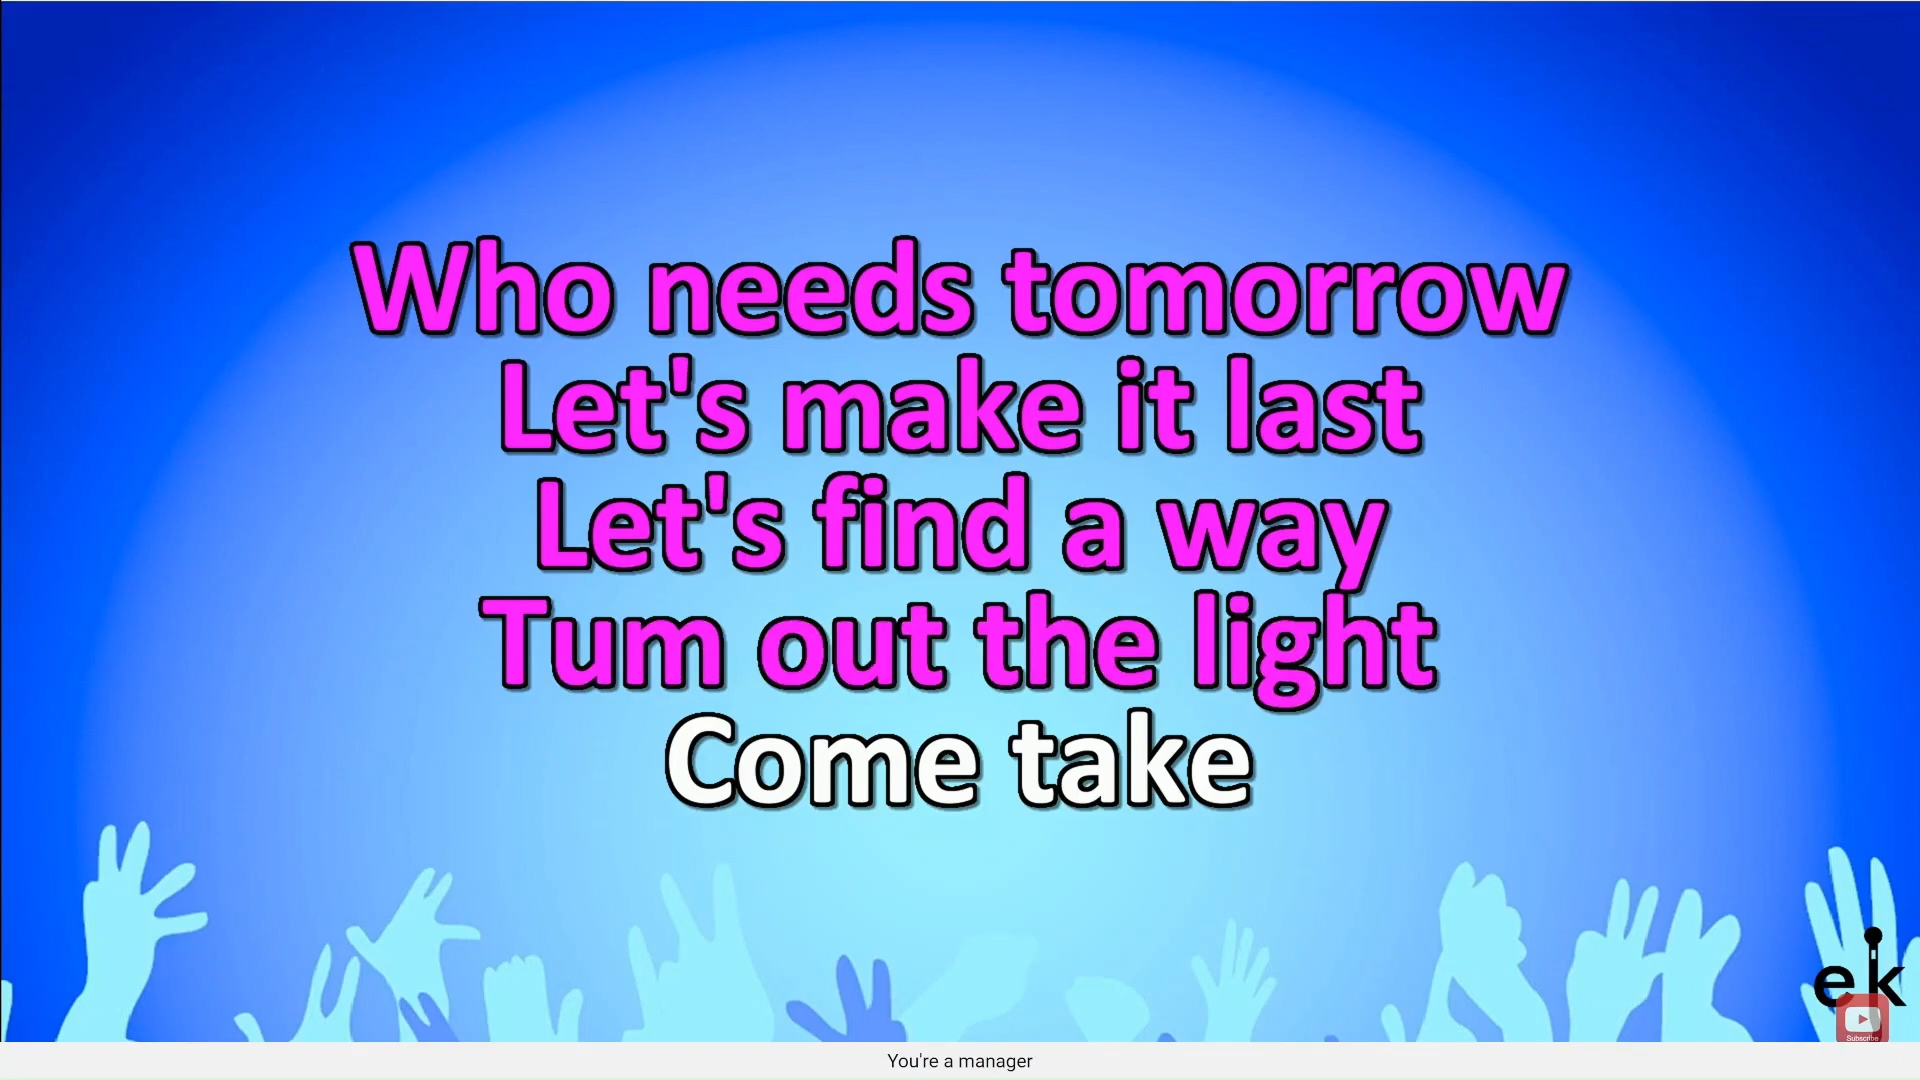 Who needs tomorrow
Let's make it last
Let's find a way
Tum out the light
Come take
ek
Subscribe
You're a manager